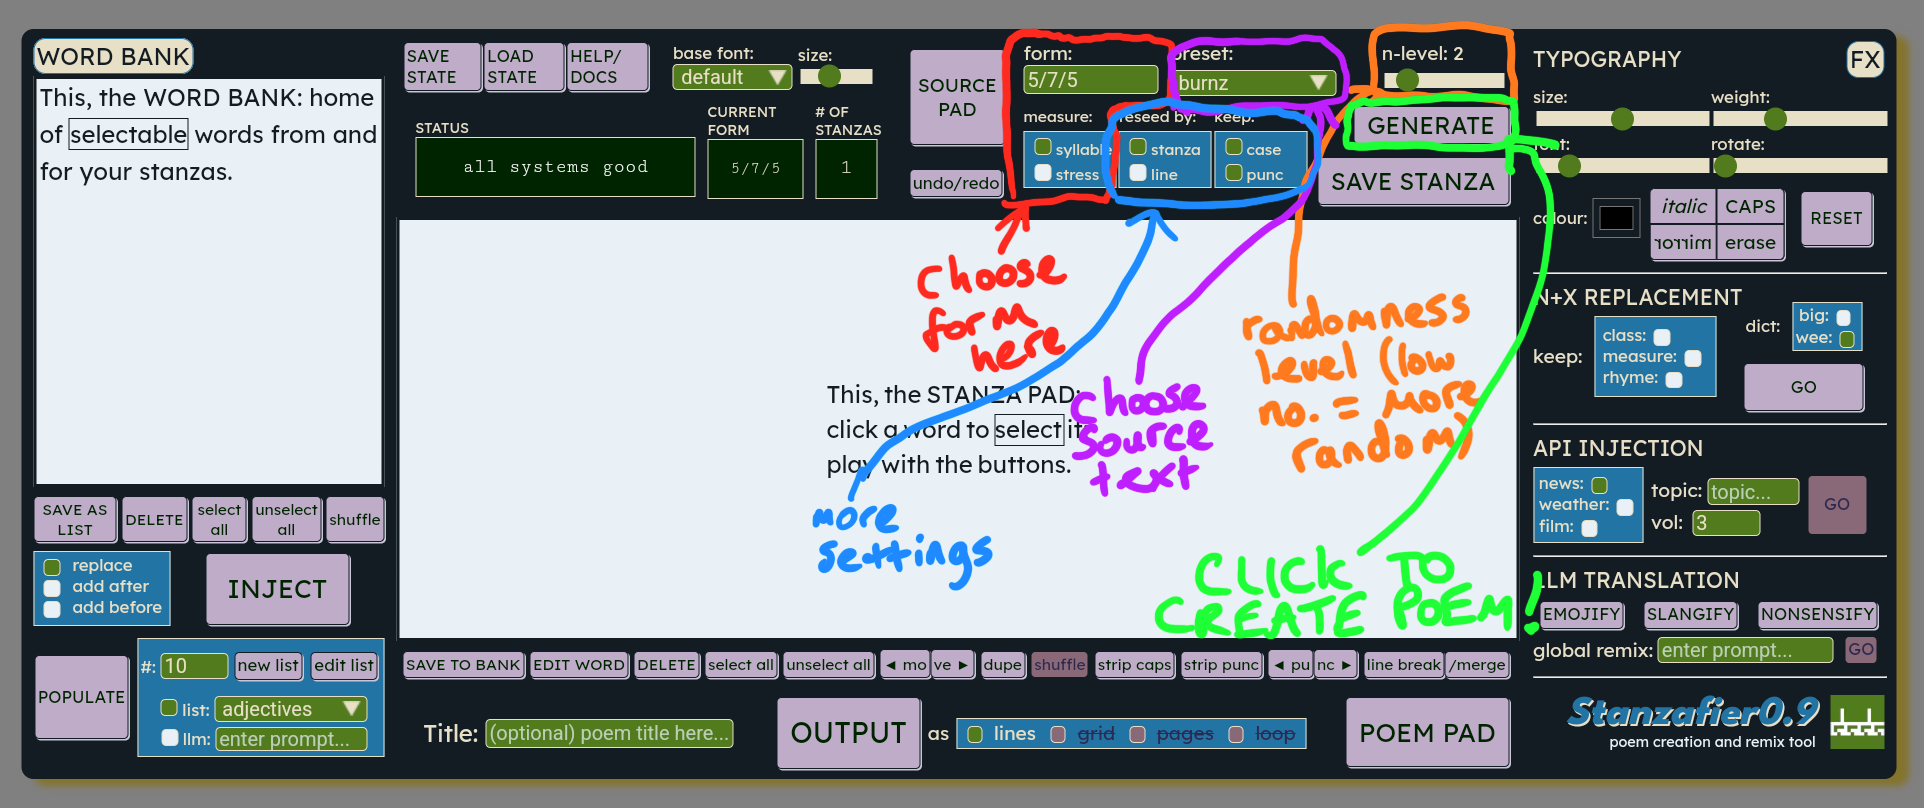 WORD BANK
This, the WORD BANK: home
of selectable words from and
for your stanzas.
SAVE AS
LIST
DELETE
select
all
unselect
all
shuffle
replace
add after
add before
INJECT
POPULATE
#: 10
new list
edit list
list: adjectives
llm: enter prompt...
SAVE
STATE
LOAD
STATE
HELP/
DOCS
base font:
default
size:
STATUS
all systems good
CURRENT
FORM
5/7/5
# OF
STANZAS
1
SOURCE
PAD
undo/redo
form:
5/7/5
preset:
burnz
n-level: 2
measure:
syllable
stress
reseed by:
stanza
line
keep:
case
punc
GENERATE
SAVE STANZA
choose
form
here
This, the STANZA PAD:
click a word to select it
play with the buttons.
choose
source
text
randomness
level (low
no. = more
random)
more
settings
CLICK TO
CREATE POEM!
SAVE TO BANK
EDIT WORD
DELETE
select all
unselect all
◄ mo
ve ►
dupe
shuffle
strip caps
strip punc
◄ pu
nc ►
line break
/merge
Title: (optional) poem title here...
OUTPUT as
lines
grid
pages
loop
POEM PAD
TYPOGRAPHY
FX
size:
weight:
font:
rotate:
colour:
italic
CAPS
mirror
erase
RESET
N+X REPLACEMENT
keep:
class:
measure:
rhyme:
dict:
big:
wee:
GO
API INJECTION
news:
weather:
film:
topic: topic...
vol: 3
GO
LLM TRANSLATION
EMOJIFY
SLANGIFY
NONSENSIFY
global remix: enter prompt...
GO
Stanzafier0.9
poem creation and remix tool